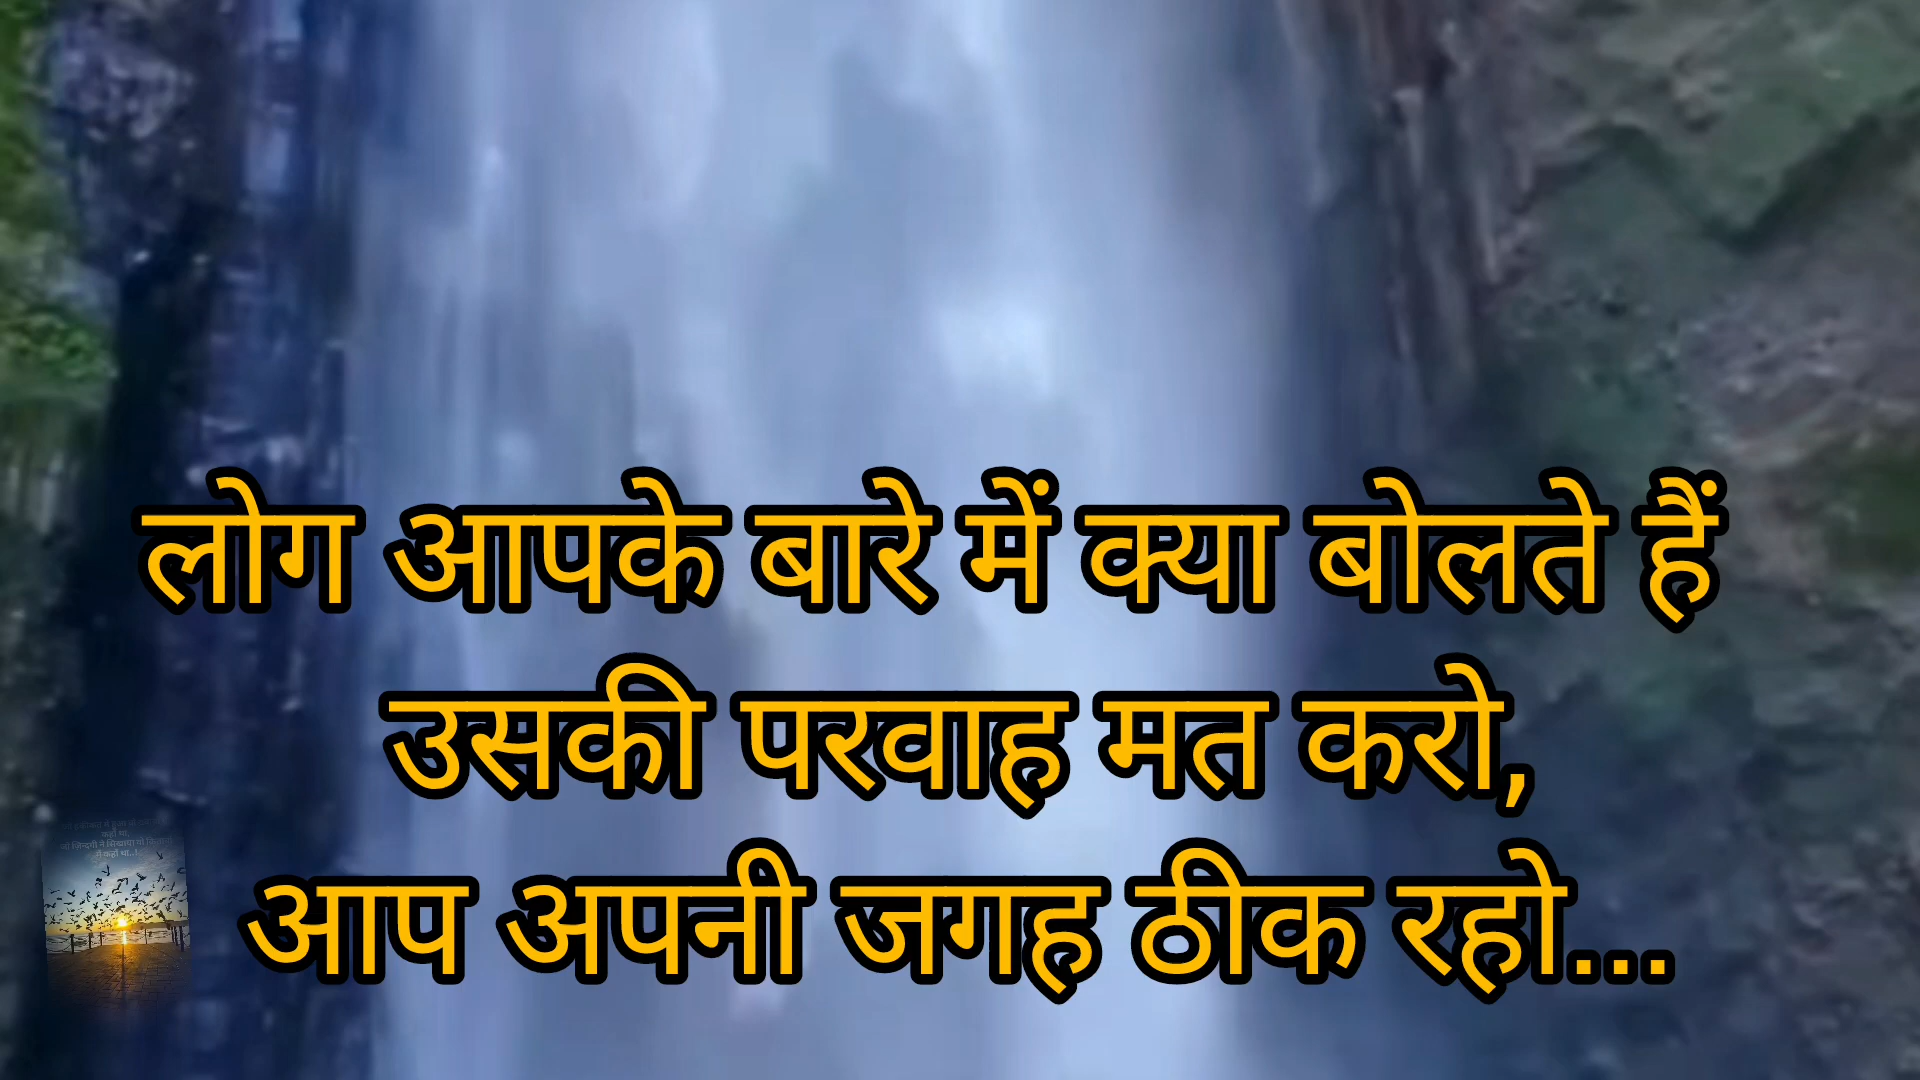 लोग आपके बारे में क्या बोलते हैं
उसकी परवाह मत करो,
आप अपनी जगह ठीक रहो...